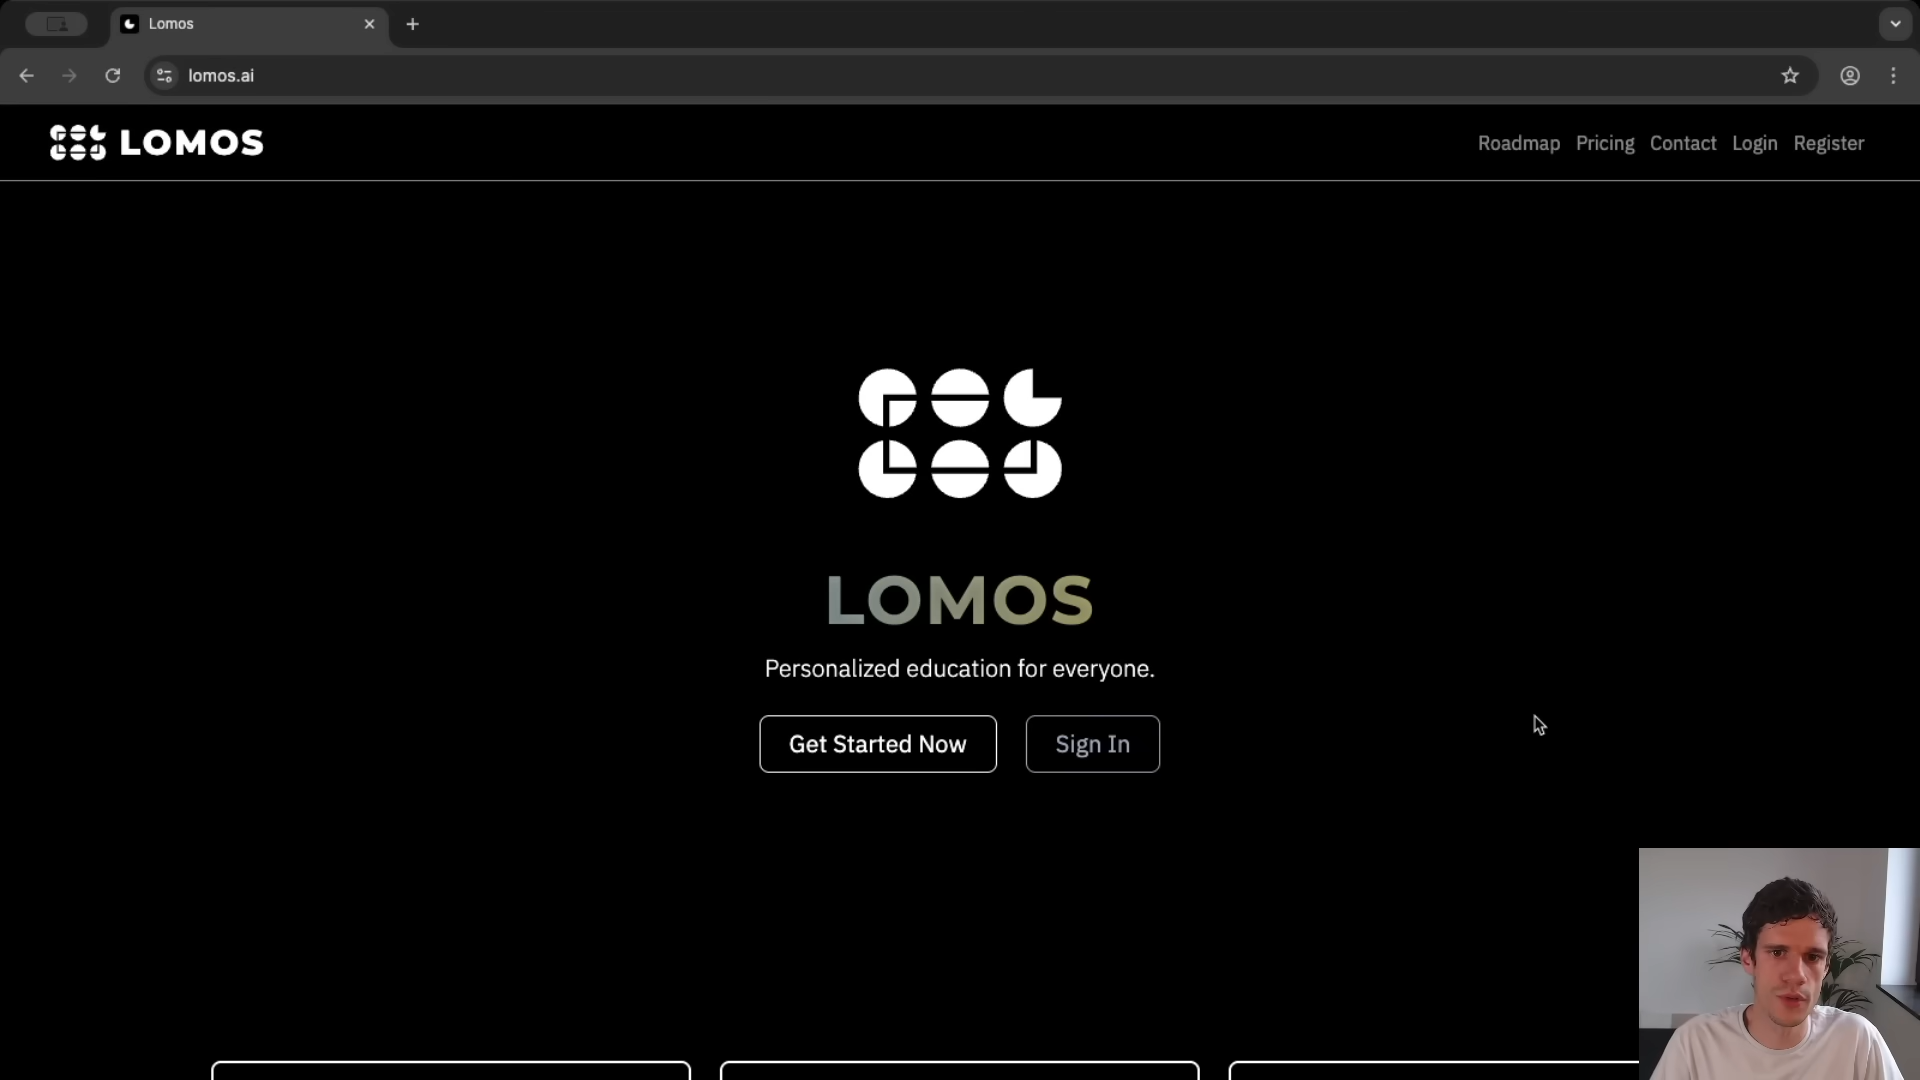 Lomos
lomos.ai
LOMOS
Roadmap Pricing Contact Login Register
LOMOS
Personalized education for everyone.
Get Started Now Sign In